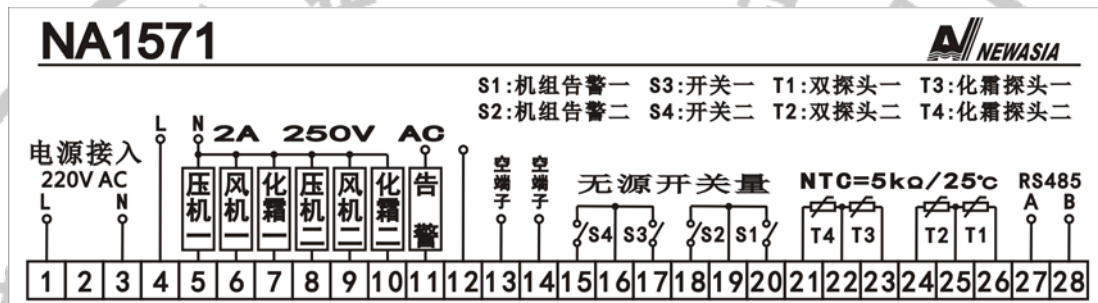 NA1571
NEWASIA
S1:机组告警一 S3:开关一 T1:双探头一 T3:化霜探头一
S2:机组告警二 S4:开关二 T2:双探头二 T4:化霜探头二
L N 2A 250V AC
电源接入
220V AC
L N
压机一 风机一 化霜一 压机二 风机二 化霜二 告警
空端子 空端子
无源开关量
S4 S3 S2 S1
NTC=5kΩ/25℃
T4 T3 T2 T1
RS485
A B
1 2 3 4 5 6 7 8 9 10 11 12 13 14 15 16 17 18 19 20 21 22 23 24 25 26 27 28